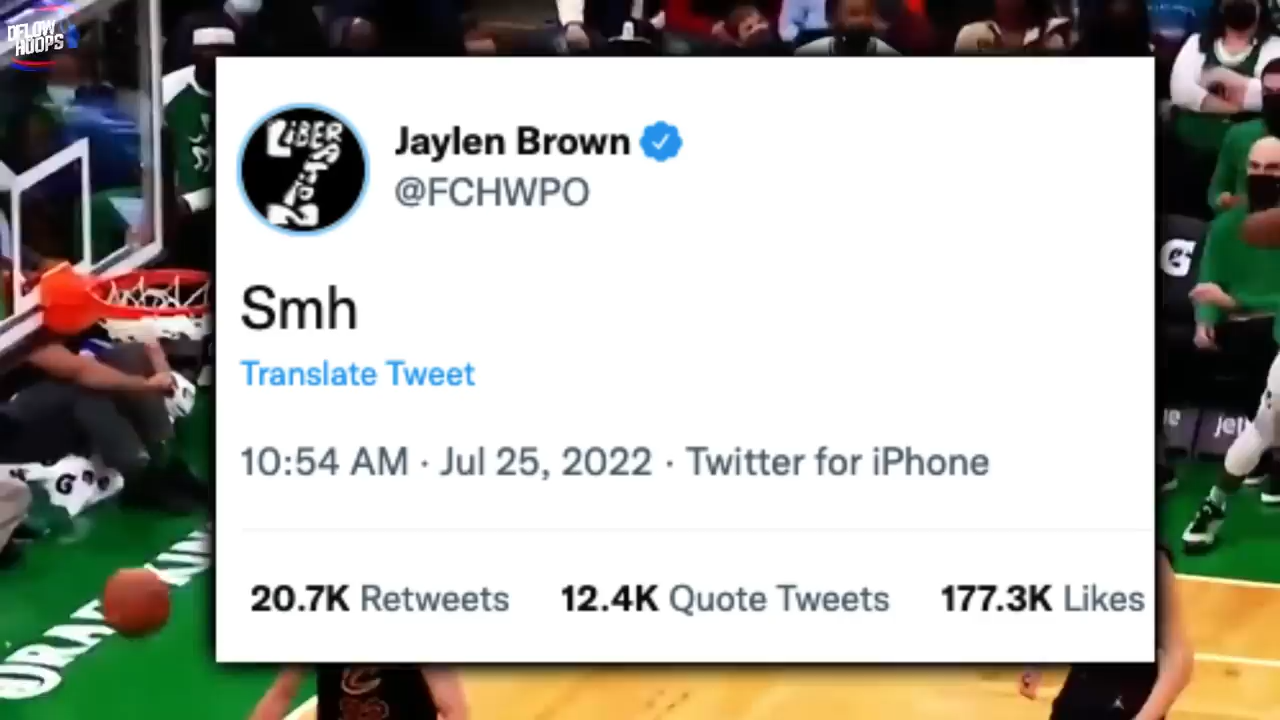 DFLOW
HOOPS
LIBERATION
Jaylen Brown
@FCHWPO
Smh
Translate Tweet
10:54 AM · Jul 25, 2022 · Twitter for iPhone
20.7K Retweets 12.4K Quote Tweets 177.3K Likes
G
G